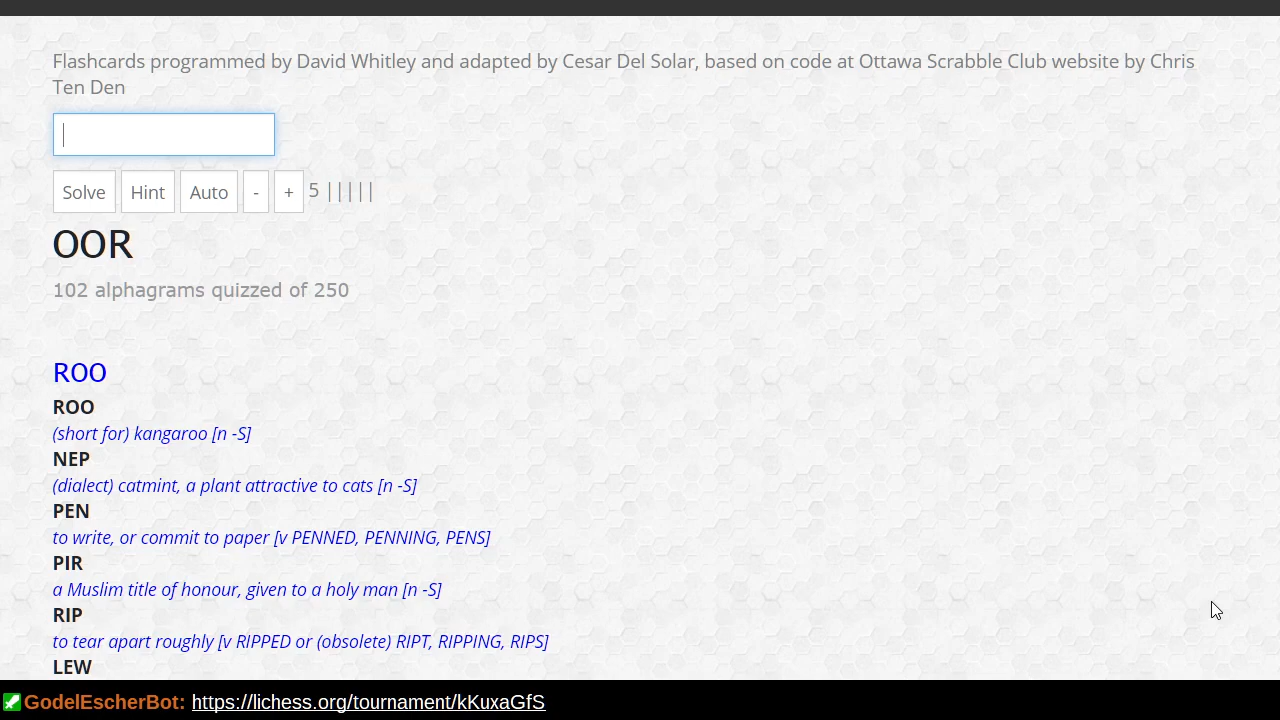 Flashcards programmed by David Whitley and adapted by Cesar Del Solar, based on code at Ottawa Scrabble Club website by Chris
Ten Den
Solve Hint Auto - + 5 |||||
OOR
102 alphagrams quizzed of 250
ROO
ROO
(short for) kangaroo [n -S]
NEP
(dialect) catmint, a plant attractive to cats [n -S]
PEN
to write, or commit to paper [v PENNED, PENNING, PENS]
PIR
a Muslim title of honour, given to a holy man [n -S]
RIP
to tear apart roughly [v RIPPED or (obsolete) RIPT, RIPPING, RIPS]
LEW
GodelEscherBot: https://lichess.org/tournament/kKuxaGfS